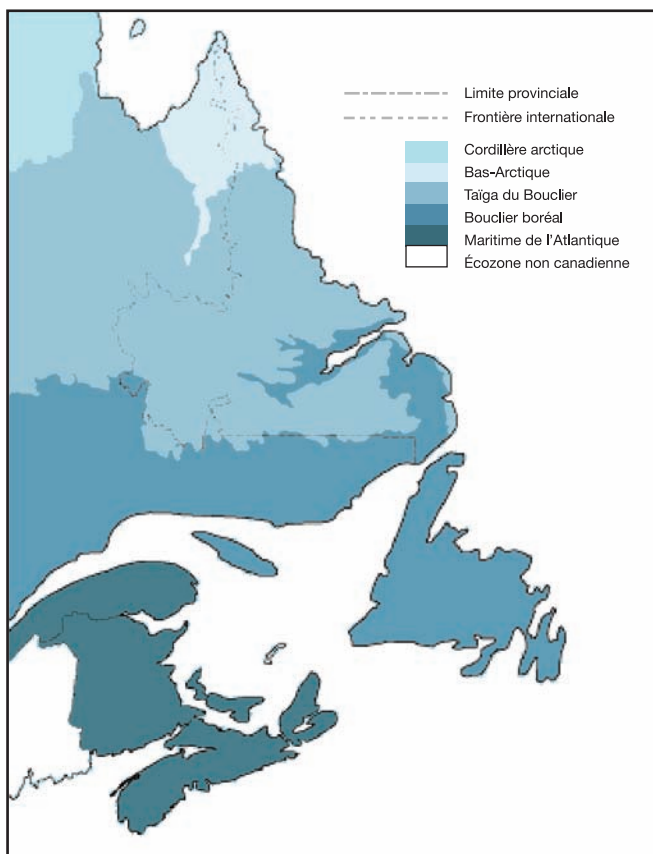 Limite provinciale
Frontière internationale
Cordillère arctique
Bas-Arctique
Taïga du Bouclier
Bouclier boréal
Maritime de l'Atlantique
Écozone non canadienne